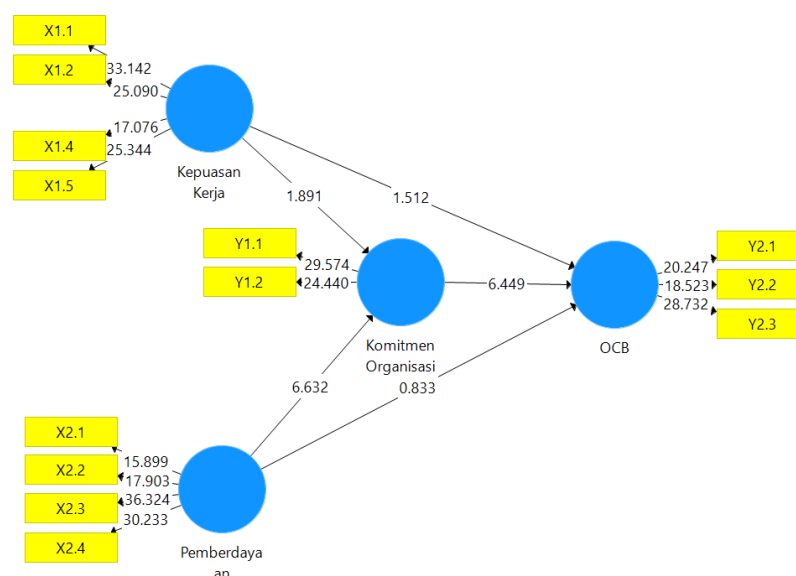 X1.1
33.142
X1.2
25.090
17.076
X1.4
25.344
X1.5
Kepuasan
Kerja
1.891
1.512
Y1.1
29.574
Y1.2
24.440
Komitmen
Organisasi
6.449
Y2.1
20.247
Y2.2
18.523
28.732
Y2.3
OCB
6.632
0.833
X2.1
15.899
X2.2
17.903
36.324
X2.3
30.233
X2.4
Pemberdaya
an